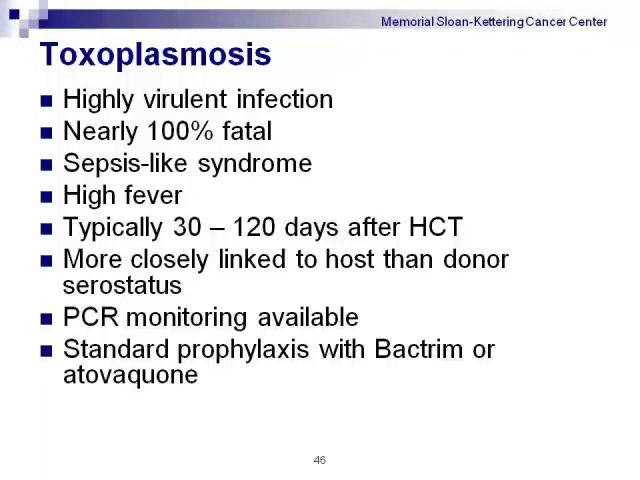 Memorial Sloan-Kettering Cancer Center
Toxoplasmosis
Highly virulent infection
Nearly 100% fatal
Sepsis-like syndrome
High fever
Typically 30 – 120 days after HCT
More closely linked to host than donor
serostatus
PCR monitoring available
Standard prophylaxis with Bactrim or
atovaquone
46